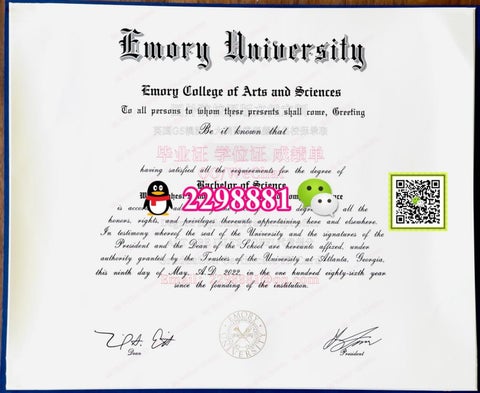 Emory University
Emory College of Arts and Sciences
To all persons to whom these presents shall come, Greeting
Be it known that
毕业证 学位证 成绩单
having satisfied all the requirements for the degree of
Bachelor of Science
2298881
honors, rights, and privileges thereunto appertaining here and elsewhere.
In testimony whereof the seal of the University and the signatures of the
President and the Dean of the School are hereunto affixed, under
authority granted by the Trustees of the University at Atlanta, Georgia,
this ninth day of May, A.D. 2022, in the one hundred eighty-sixth year
since the founding of the institution.
Dean
EMORY
UNIVERSITY
President